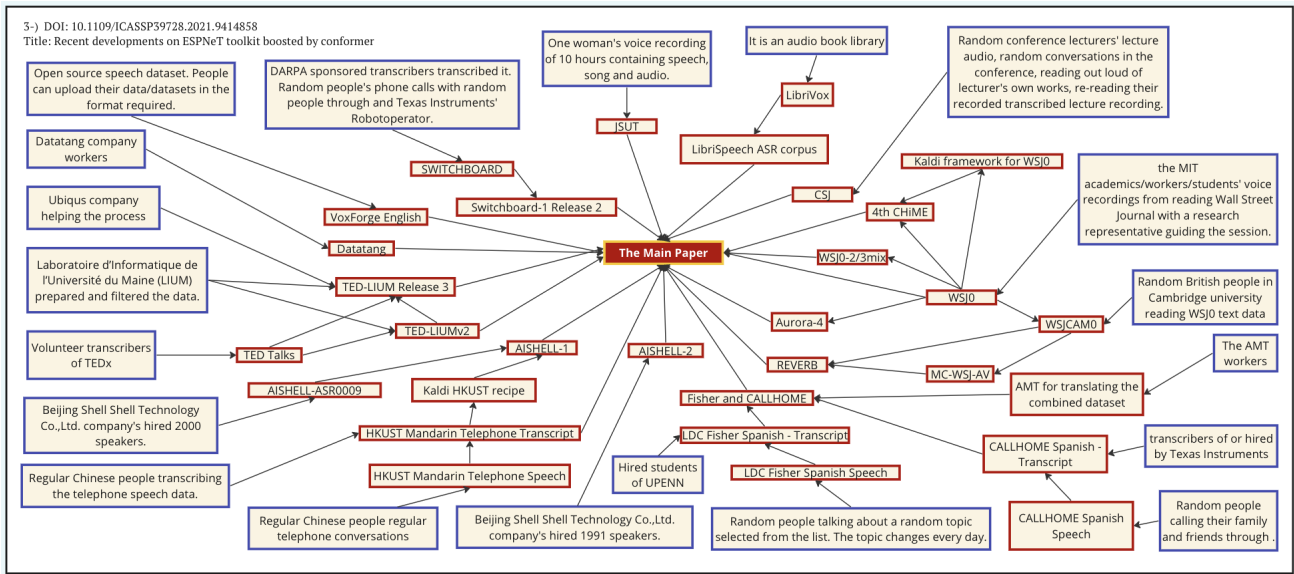 3-) DOI: 10.1109/ICASSP39728.2021.9414858
Title: Recent developments on ESPNeT toolkit boosted by conformer
Open source speech dataset. People
can upload their data/datasets in the
format required.
DARPA sponsored transcribers transcribed it.
Random people's phone calls with random
people through and Texas Instruments'
Robotoperator.
One woman's voice recording
of 10 hours containing speech,
song and audio.
It is an audio book library
Random conference lecturers' lecture
audio, random conversations in the
conference, reading out loud of
lecturer's own works, re-reading their
recorded transcribed lecture recording.
LibriVox
JSUT
Datatang company
workers
LibriSpeech ASR corpus
SWITCHBOARD
Kaldi framework for WSJ0
the MIT
academics/workers/students' voice
recordings from reading Wall Street
Journal with a research
representative guiding the session.
Ubiqus company
helping the process
CSJ
Switchboard-1 Release 2
VoxForge English
4th CHiME
Datatang
The Main Paper
WSJ0-2/3mix
Laboratoire d’Informatique de
l’Université du Maine (LIUM)
prepared and filtered the data.
TED-LIUM Release 3
WSJ0
Random British people in
Cambridge university
reading WSJ0 text data
Aurora-4
WSJCAM0
TED-LIUMv2
Volunteer transcribers
of TEDx
TED Talks
AISHELL-1
AISHELL-2
The AMT
workers
REVERB
MC-WSJ-AV
AISHELL-ASR0009
Kaldi HKUST recipe
Fisher and CALLHOME
AMT for translating the
combined dataset
Beijing Shell Shell Technology
Co.,Ltd. company's hired 2000
speakers.
HKUST Mandarin Telephone Transcript
LDC Fisher Spanish - Transcript
CALLHOME Spanish -
Transcript
transcribers of or hired
by Texas Instruments
Regular Chinese people transcribing
the telephone speech data.
HKUST Mandarin Telephone Speech
Hired students
of UPENN
LDC Fisher Spanish Speech
Regular Chinese people regular
telephone conversations
Beijing Shell Shell Technology Co.,Ltd.
company's hired 1991 speakers.
Random people talking about a random topic
selected from the list. The topic changes every day.
CALLHOME Spanish
Speech
Random people
calling their family
and friends through .